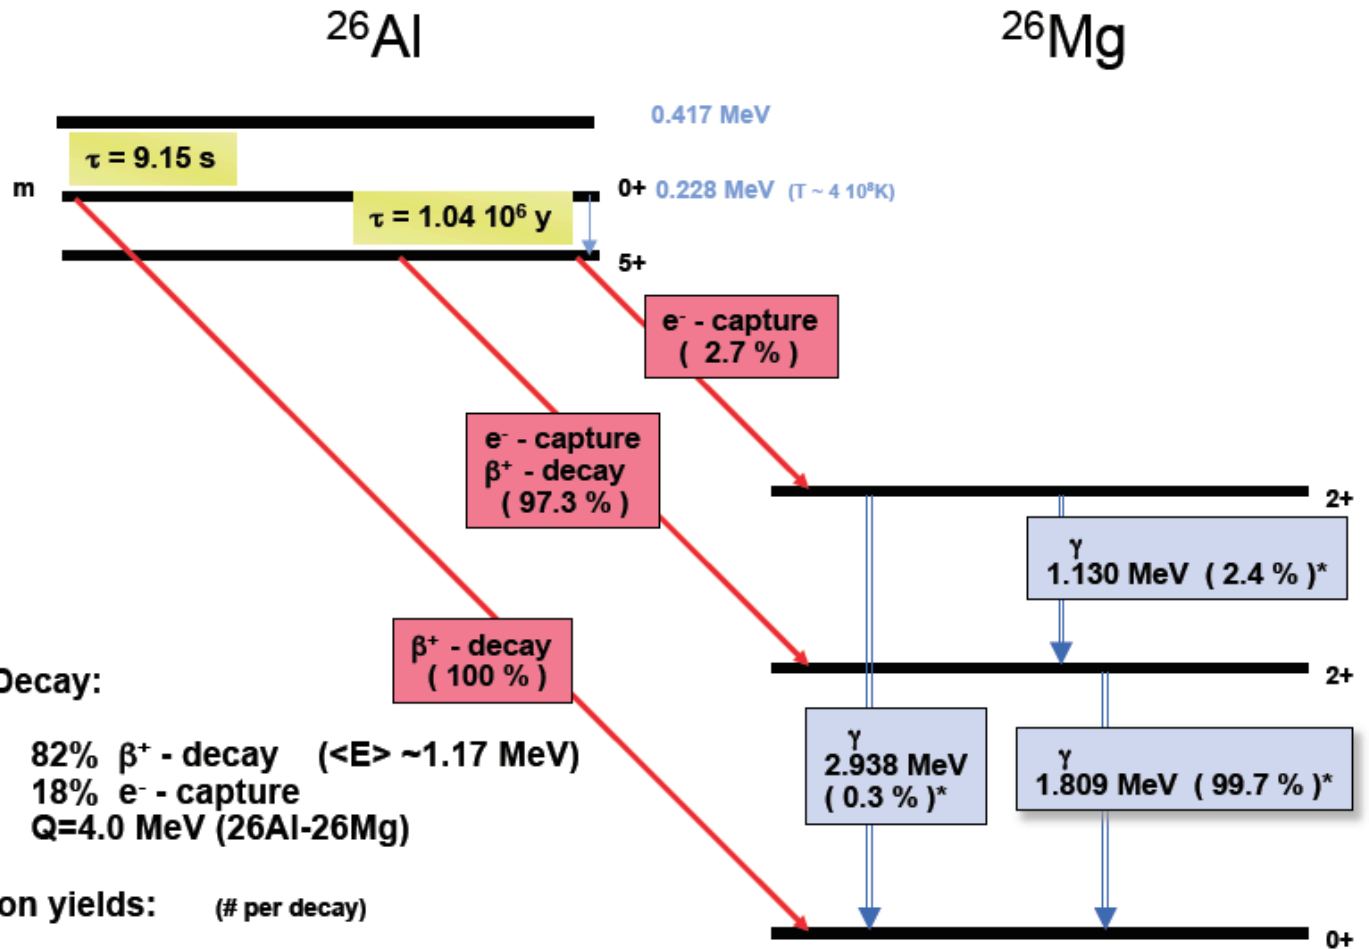 ²⁶Al
²⁶Mg
0.417 MeV
τ = 9.15 s
m
0+ 0.228 MeV (T ~ 4 10⁸K)
τ = 1.04 10⁶ y
5+
e⁻ - capture
( 2.7 % )
e⁻ - capture
β⁺ - decay
( 97.3 % )
2+
γ
1.130 MeV ( 2.4 % )*
β⁺ - decay
( 100 % )
2+
γ
2.938 MeV
( 0.3 % )*
γ
1.809 MeV ( 99.7 % )*
0+
Decay:
82% β⁺ - decay (<E> ~1.17 MeV)
18% e⁻ - capture
Q=4.0 MeV (26Al-26Mg)
on yields: (# per decay)